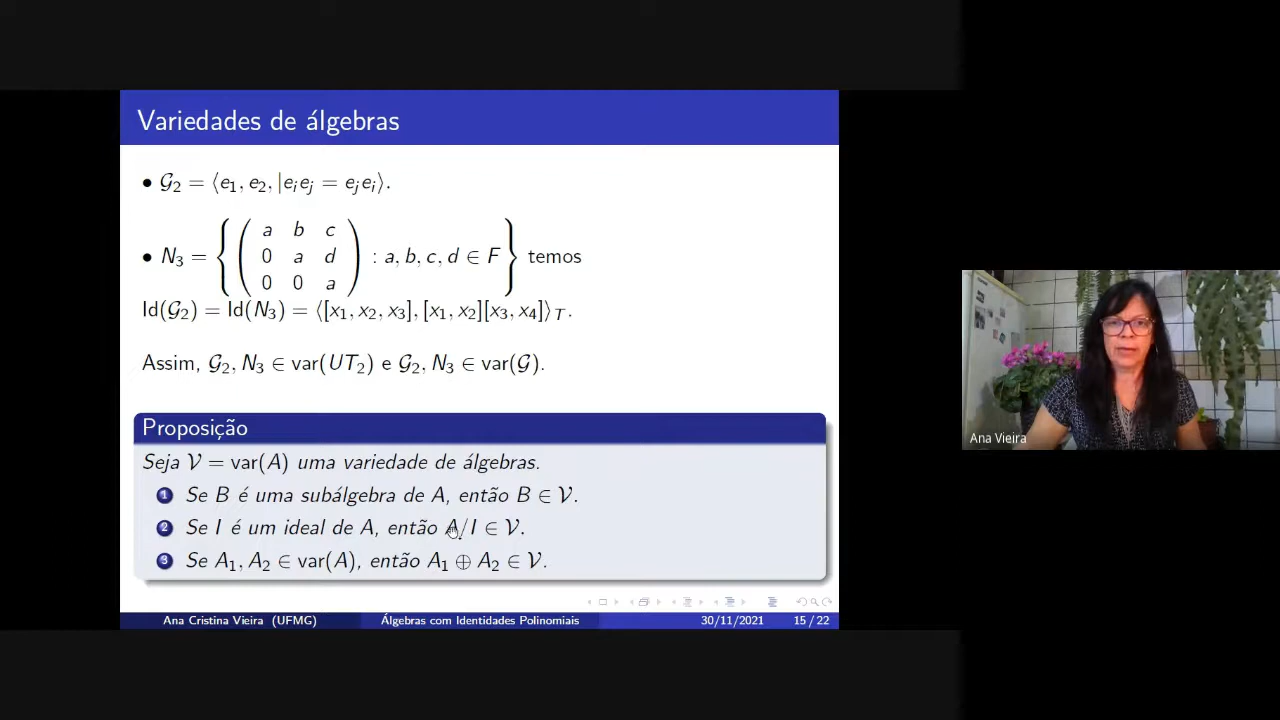 Variedades de álgebras
• 𝒢₂ = ⟨e₁, e₂, |eᵢeⱼ = eⱼeᵢ⟩.
a b c
• N₃ = { ( 0 a d ) : a, b, c, d ∈ F } temos
0 0 a
Id(𝒢₂) = Id(N₃) = ⟨[x₁, x₂, x₃], [x₁, x₂][x₃, x₄]⟩_T.
Assim, 𝒢₂, N₃ ∈ var(UT₂) e 𝒢₂, N₃ ∈ var(𝒢).
Proposição
Seja 𝒱 = var(A) uma variedade de álgebras.
1 Se B é uma subálgebra de A, então B ∈ 𝒱.
2 Se I é um ideal de A, então A/I ∈ 𝒱.
3 Se A₁, A₂ ∈ var(A), então A₁ ⊕ A₂ ∈ 𝒱.
Ana Cristina Vieira (UFMG) Álgebras com Identidades Polinomiais 30/11/2021 15 / 22
Ana Vieira